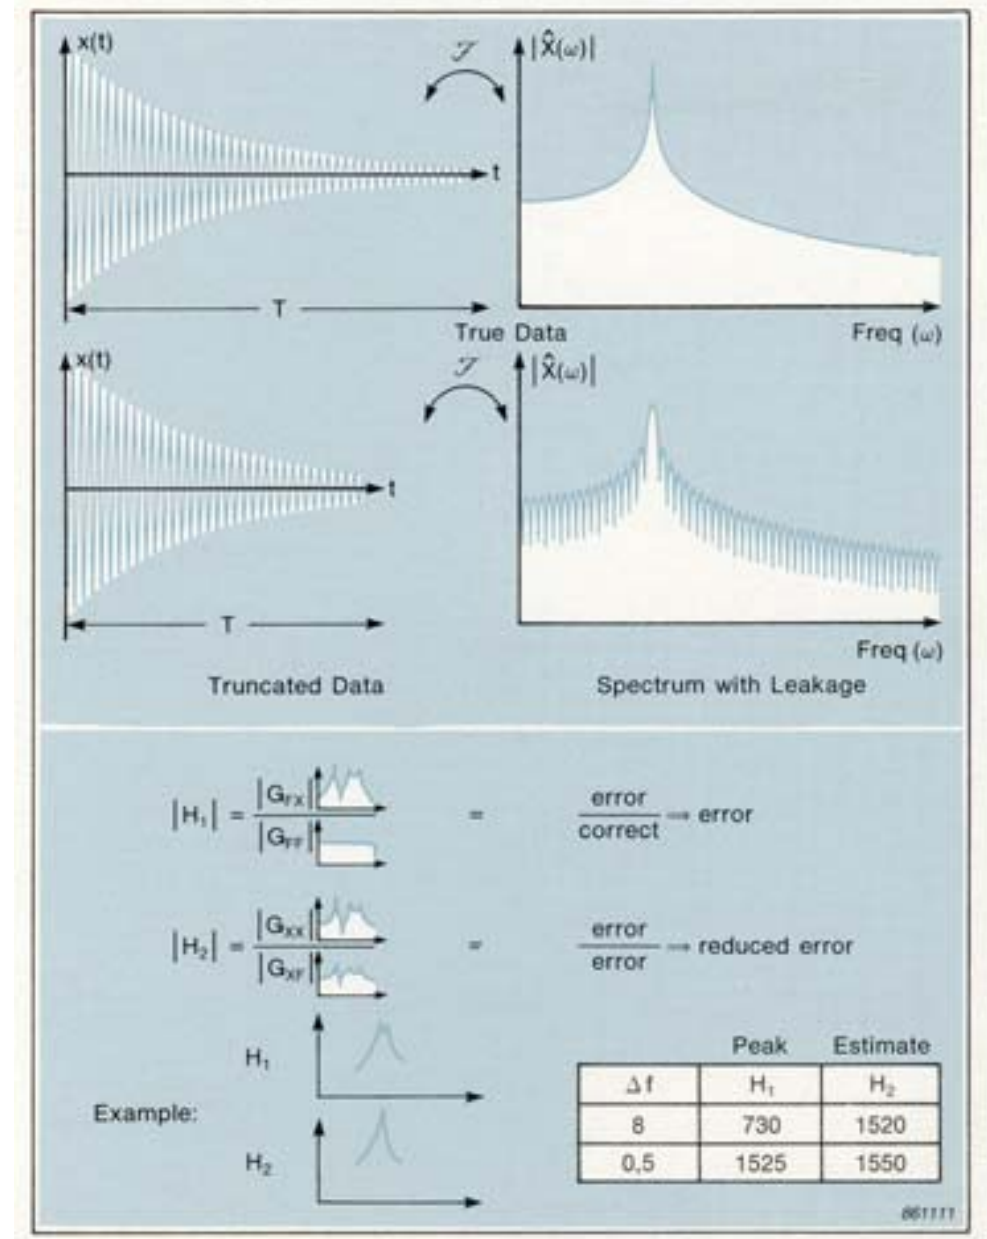 x(t)
ℱ
|X̂(ω)|
t
T
True Data
Freq (ω)
x(t)
ℱ
|X̂(ω)|
t
T
Freq (ω)
Truncated Data
Spectrum with Leakage
|H₁| = |G_FX| / |G_FF| = error / correct ⇒ error
|H₂| = |G_XX| / |G_XF| = error / error ⇒ reduced error
Example:
H₁
H₂
Peak Estimate
Δf H₁ H₂
8 730 1520
0,5 1525 1550
861111